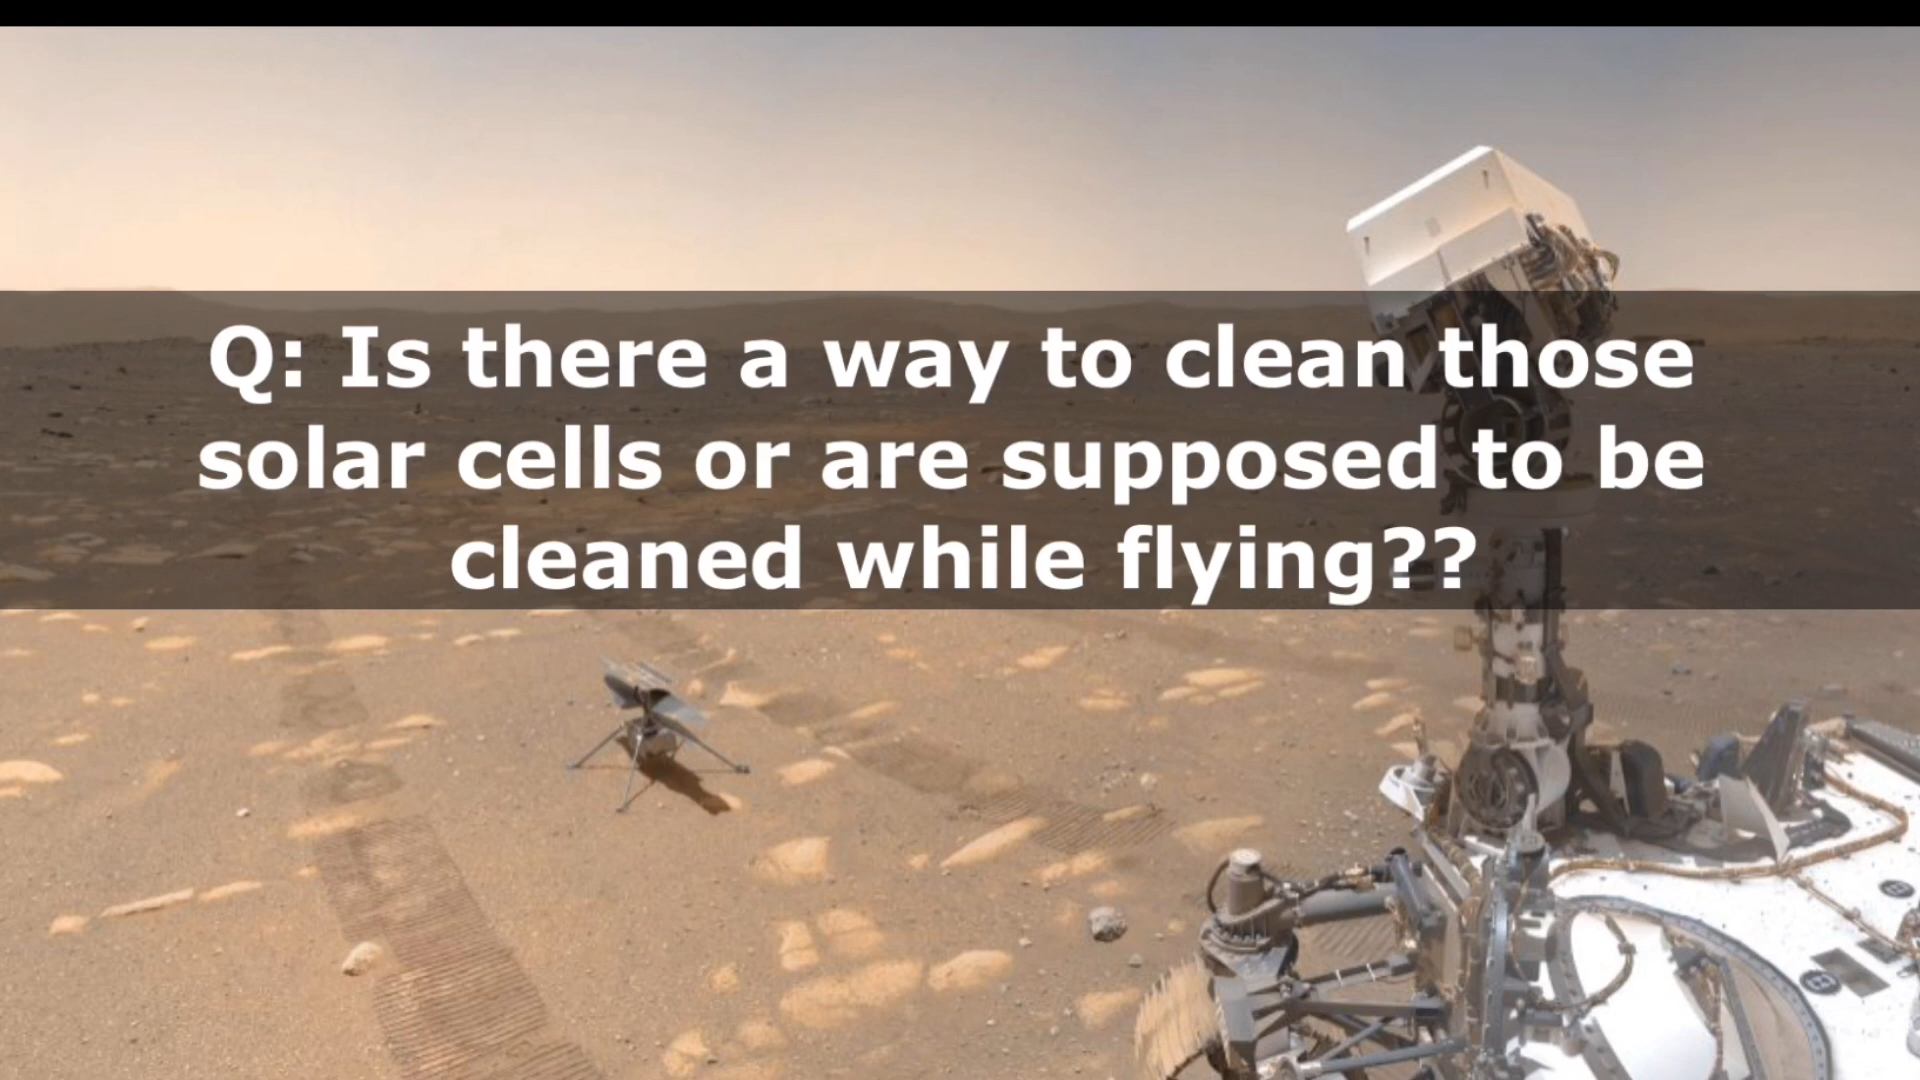 Q: Is there a way to clean those
solar cells or are supposed to be
cleaned while flying??